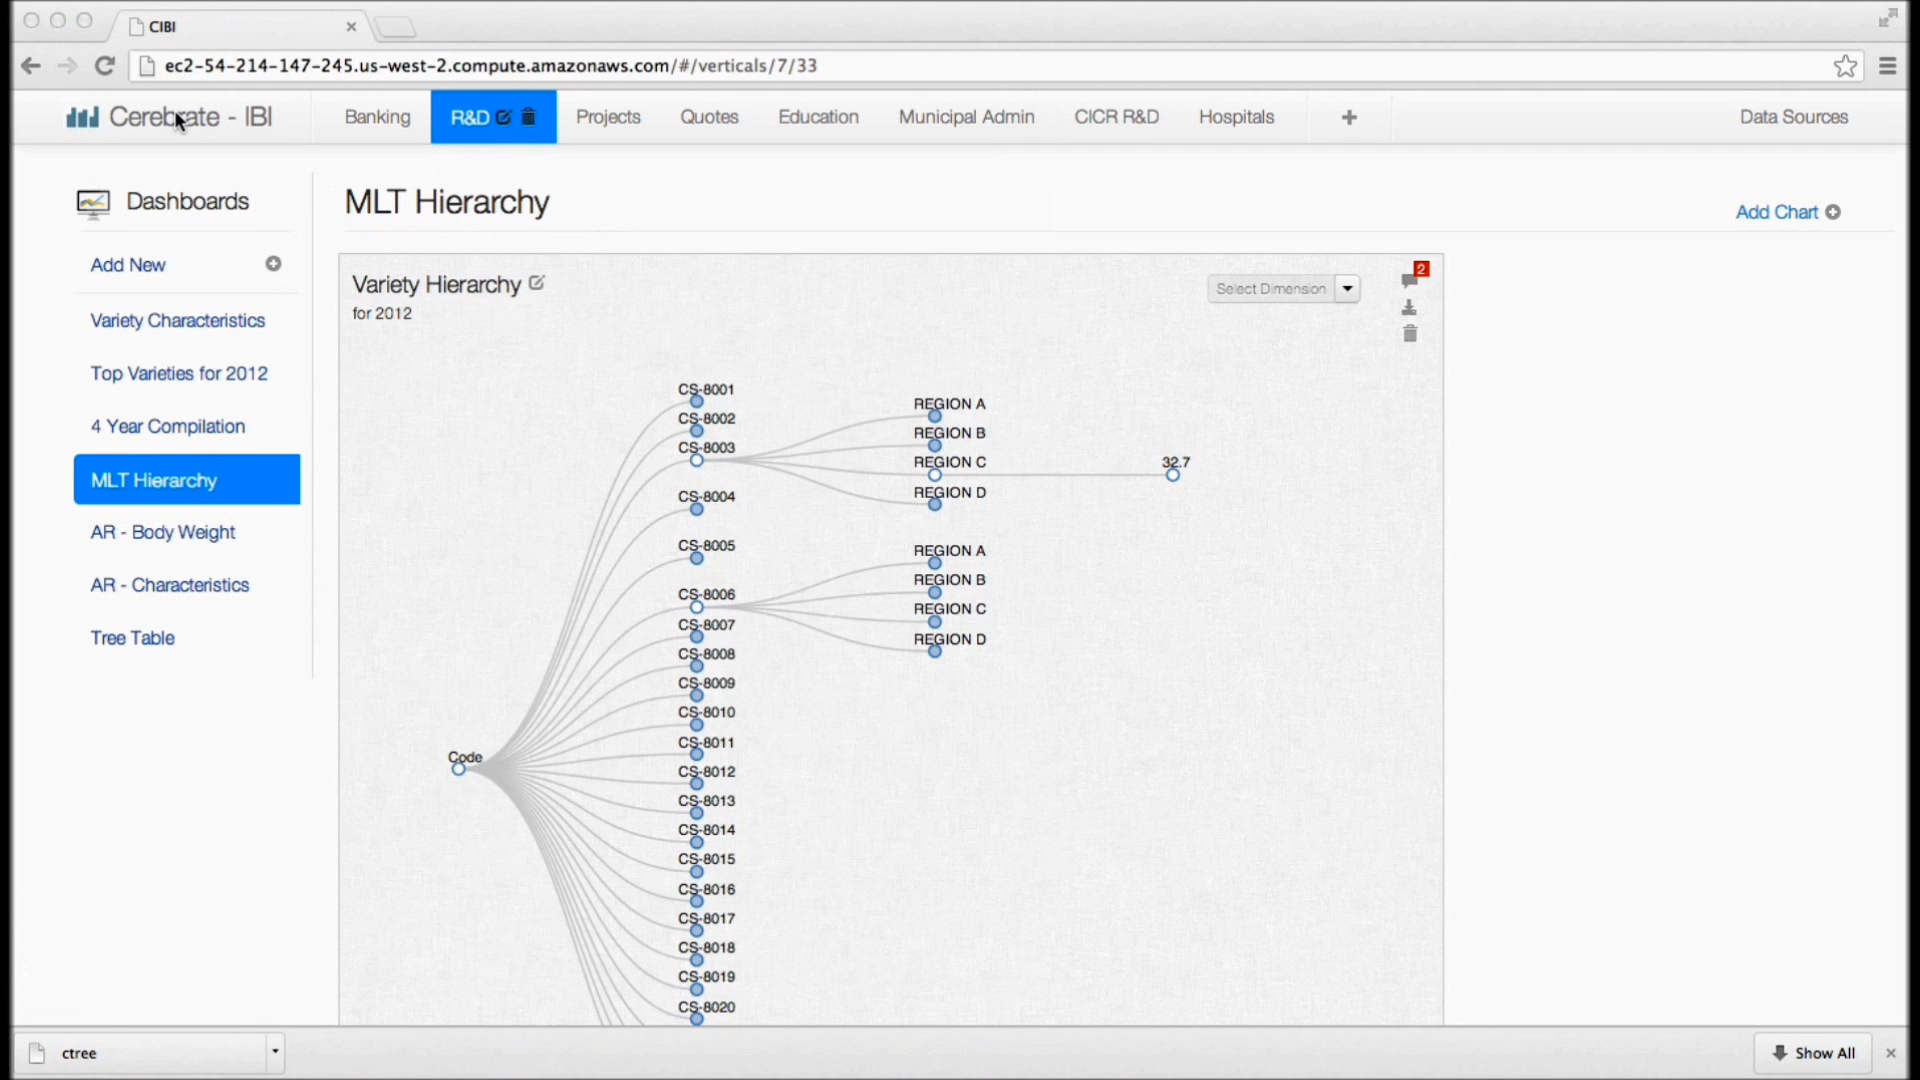 CIBI
ec2-54-214-147-245.us-west-2.compute.amazonaws.com/#/verticals/7/33
Cerebrate - IBI
Banking
R&D
Projects
Quotes
Education
Municipal Admin
CICR R&D
Hospitals
+
Data Sources
Dashboards
Add New
Variety Characteristics
Top Varieties for 2012
4 Year Compilation
MLT Hierarchy
AR - Body Weight
AR - Characteristics
Tree Table
MLT Hierarchy
Add Chart
Variety Hierarchy
for 2012
Select Dimension
2
Code
CS-8001
CS-8002
CS-8003
CS-8004
CS-8005
CS-8006
CS-8007
CS-8008
CS-8009
CS-8010
CS-8011
CS-8012
CS-8013
CS-8014
CS-8015
CS-8016
CS-8017
CS-8018
CS-8019
CS-8020
REGION A
REGION B
REGION C
REGION D
32.7
REGION A
REGION B
REGION C
REGION D
ctree
Show All